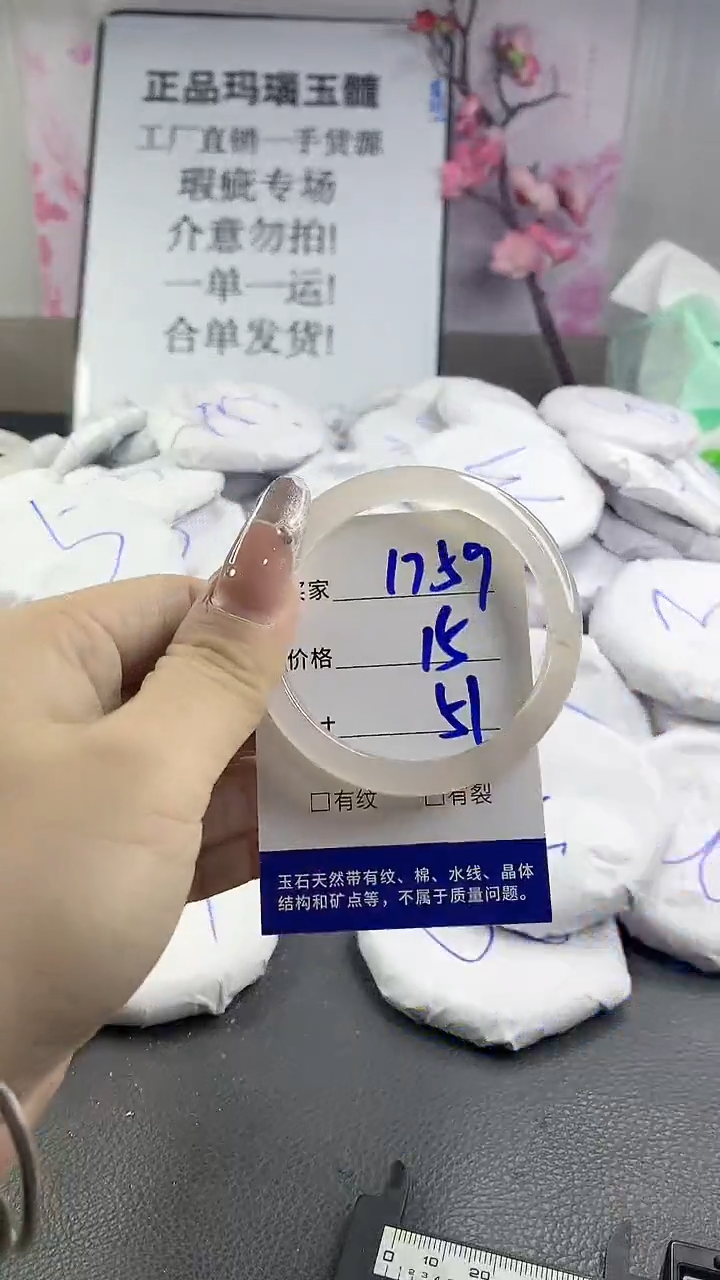 正品玛瑙玉髓
工厂直销一手货源
瑕疵专场
介意勿拍!
一单一运!
合单发货!
家 1759
价格 15
+ 51
□有纹 □有裂
玉石天然带有纹、棉、水线、晶体
结构和矿点等，不属于质量问题。
5
0 10 20